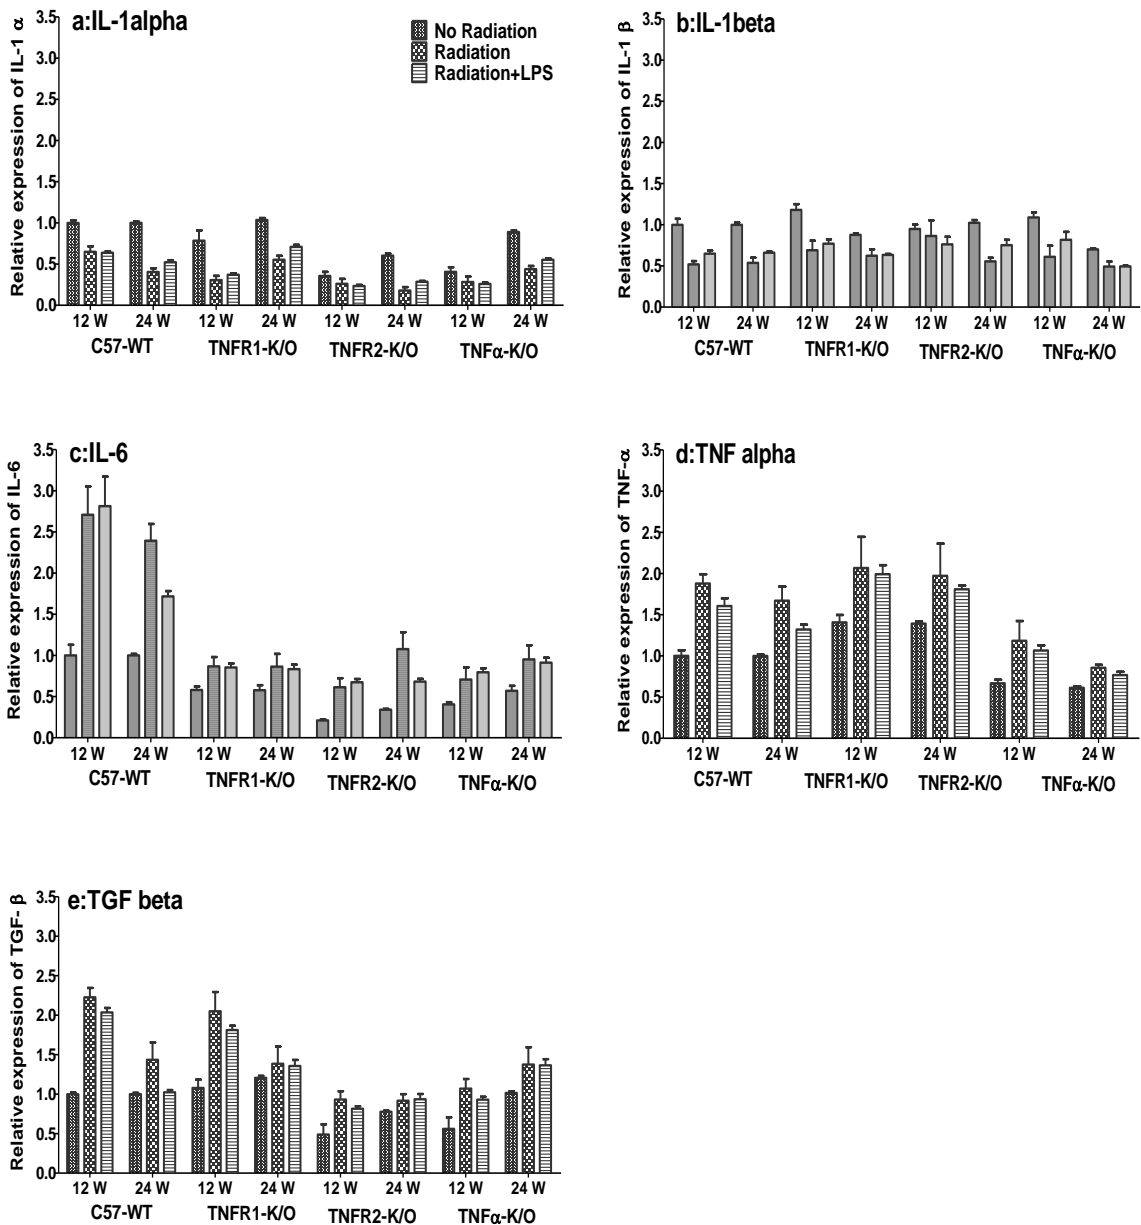 a:IL-1alpha
No Radiation
Radiation
Radiation+LPS
Relative expression of IL-1 α
3.5
3.0
2.5
2.0
1.5
1.0
0.5
0.0
12 W 24 W 12 W 24 W 12 W 24 W 12 W 24 W
C57-WT TNFR1-K/O TNFR2-K/O TNFα-K/O
b:IL-1beta
Relative expression of IL-1 β
3.5
3.0
2.5
2.0
1.5
1.0
0.5
0.0
12 W 24 W 12 W 24 W 12 W 24 W 12 W 24 W
C57-WT TNFR1-K/O TNFR2-K/O TNFα-K/O
c:IL-6
Relative expression of IL-6
3.5
3.0
2.5
2.0
1.5
1.0
0.5
0.0
12 W 24 W 12 W 24 W 12 W 24 W 12 W 24 W
C57-WT TNFR1-K/O TNFR2-K/O TNFα-K/O
d:TNF alpha
Relative expression of TNF-α
3.5
3.0
2.5
2.0
1.5
1.0
0.5
0.0
12 W 24 W 12 W 24 W 12 W 24 W
C57-WT TNFR1-K/O TNFR2-K/O TNFα-K/O
e:TGF beta
Relative expression of TGF- β
3.5
3.0
2.5
2.0
1.5
1.0
0.5
0.0
12 W 24 W 12 W 24 W 12 W 24 W 12 W 24 W
C57-WT TNFR1-K/O TNFR2-K/O TNFα-K/O